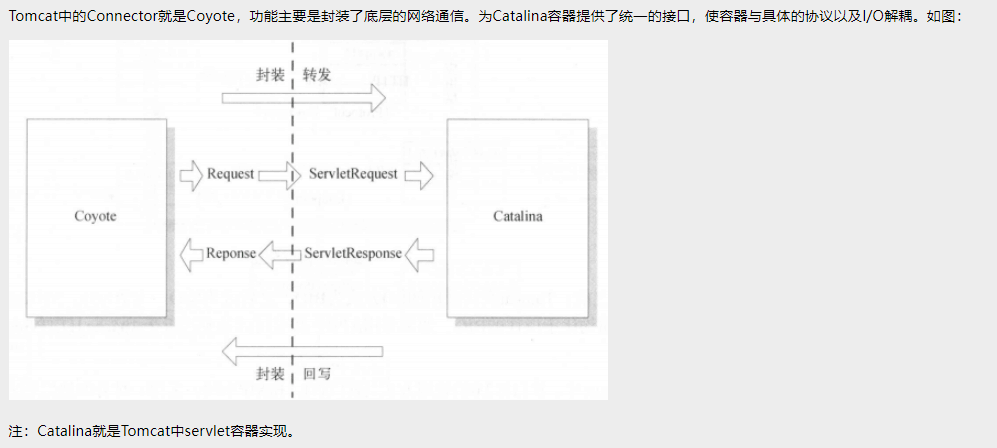 Tomcat中的Connector就是Coyote，功能主要是封装了底层的网络通信。为Catalina容器提供了统一的接口，使容器与具体的协议以及I/O解耦。如图：
封装 转发
Request ServletRequest
Coyote Catalina
Reponse ServletResponse
封装 回写
注：Catalina就是Tomcat中servlet容器实现。